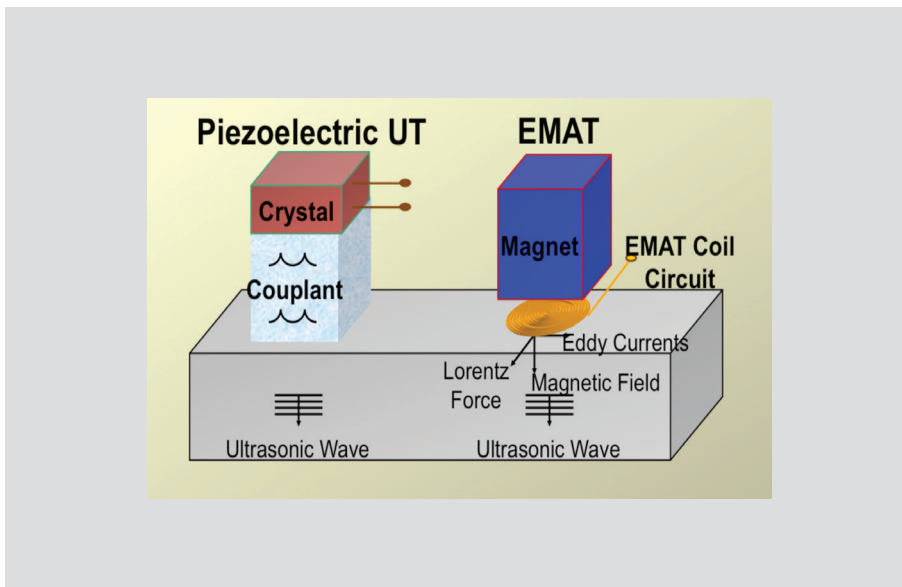 Piezoelectric UT
EMAT
Crystal
Couplant
Magnet
EMAT Coil
Circuit
Eddy Currents
Lorentz
Force
Magnetic Field
Ultrasonic Wave
Ultrasonic Wave